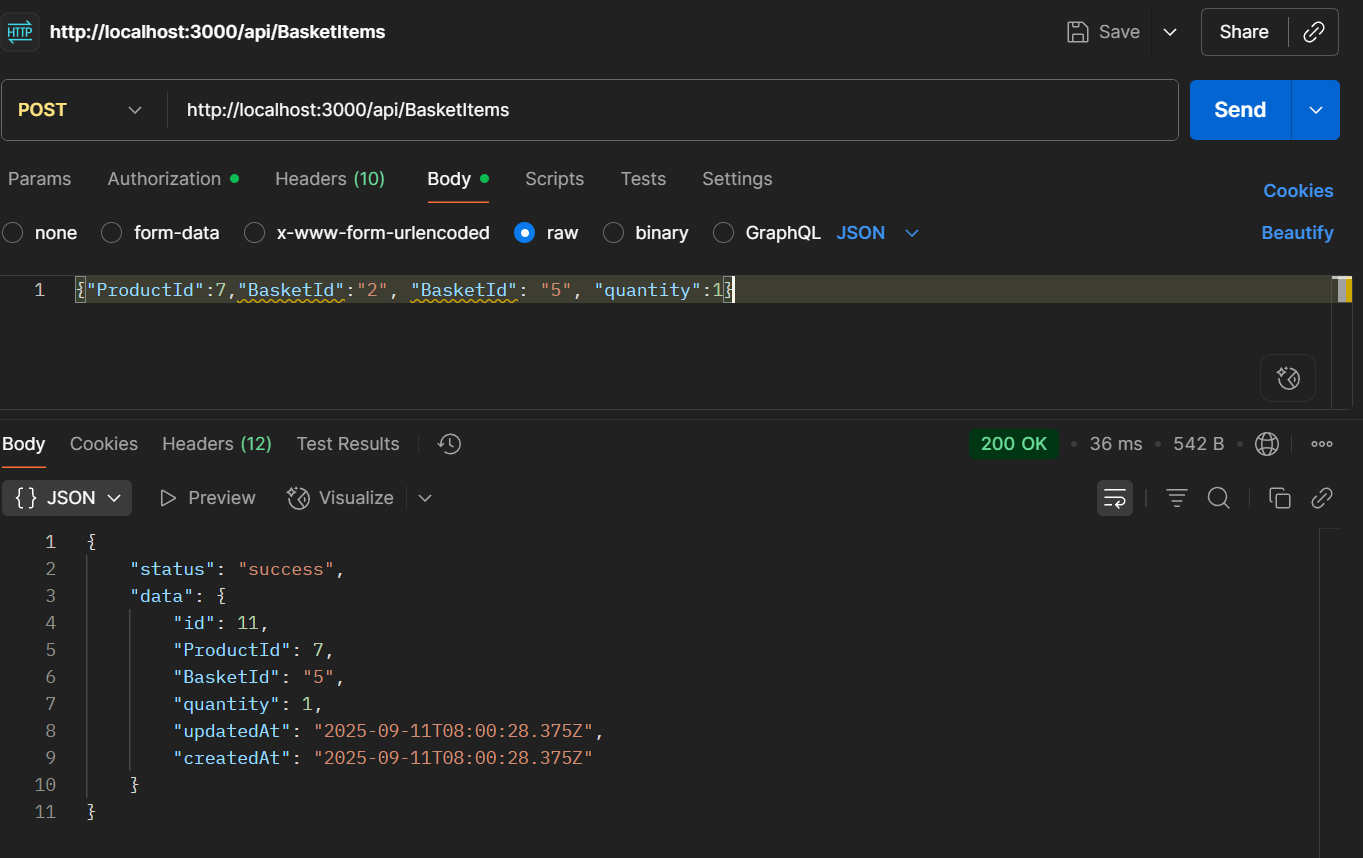 HTTP http://localhost:3000/api/BasketItems Save Share
POST http://localhost:3000/api/BasketItems Send
Params Authorization Headers (10) Body Scripts Tests Settings Cookies
none form-data x-www-form-urlencoded raw binary GraphQL JSON Beautify
1 {"ProductId":7,"BasketId":"2", "BasketId": "5", "quantity":1}
Body Cookies Headers (12) Test Results 200 OK 36 ms 542 B
{} JSON Preview Visualize
1 {
2 "status": "success",
3 "data": {
4 "id": 11,
5 "ProductId": 7,
6 "BasketId": "5",
7 "quantity": 1,
8 "updatedAt": "2025-09-11T08:00:28.375Z",
9 "createdAt": "2025-09-11T08:00:28.375Z"
10 }
11 }